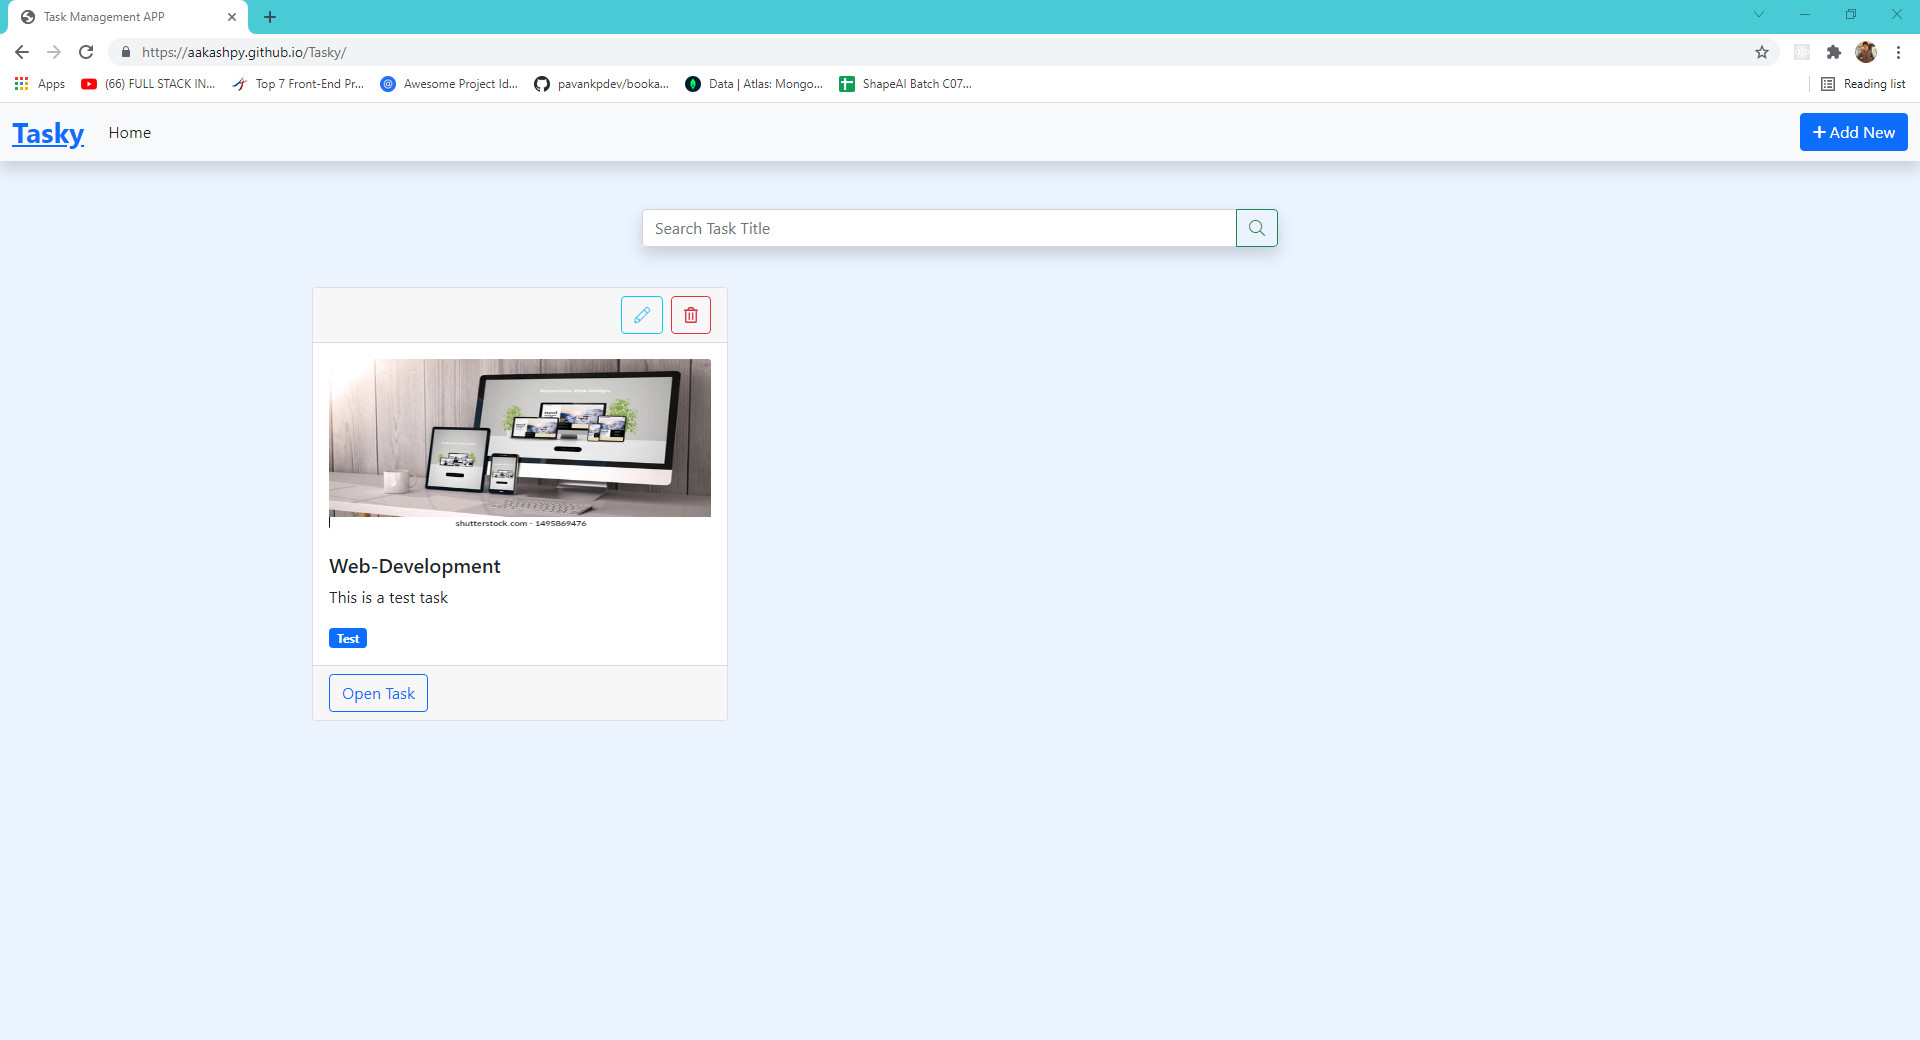 Task Management APP
https://aakashpy.github.io/Tasky/
Apps (66) FULL STACK IN... Top 7 Front-End Pr... Awesome Project Id... pavankpdev/booka... Data | Atlas: Mongo... ShapeAI Batch C07... Reading list
Tasky Home + Add New
Search Task Title
Responsive Web Design
shutterstock.com · 1495869476
Web-Development
This is a test task
Test
Open Task